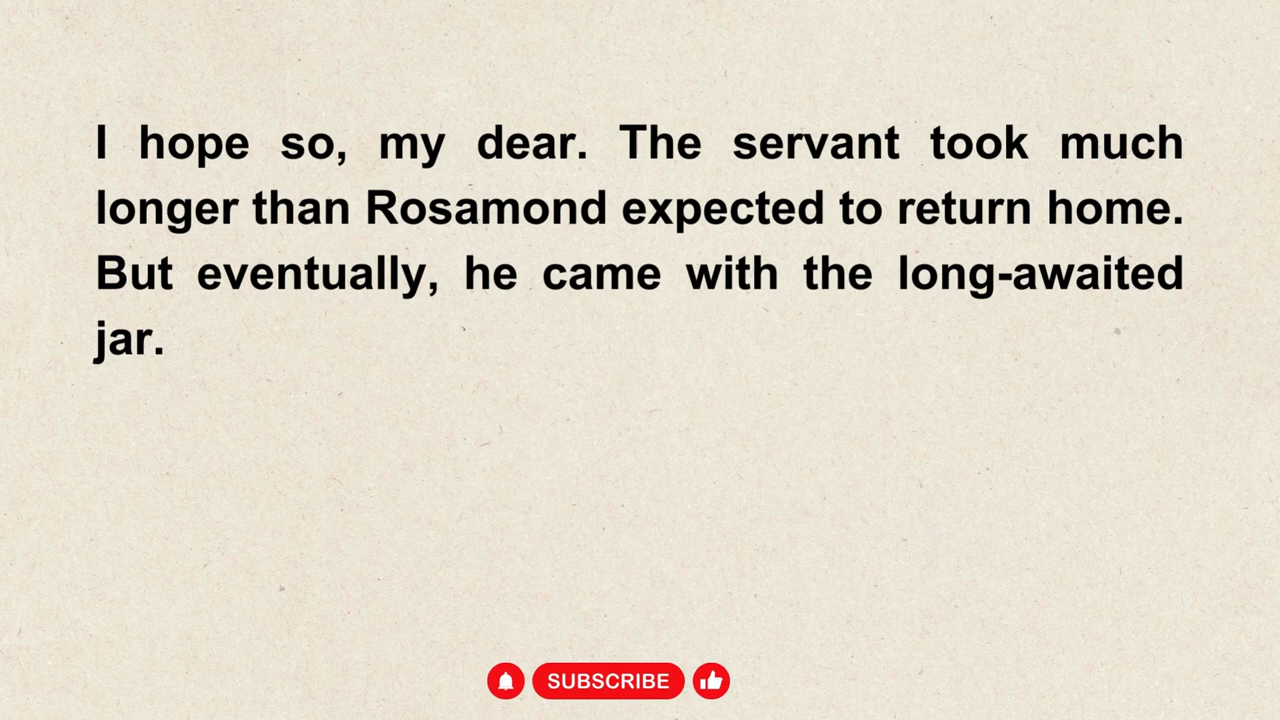 I hope so, my dear. The servant took much
longer than Rosamond expected to return home.
But eventually, he came with the long-awaited
jar.
SUBSCRIBE